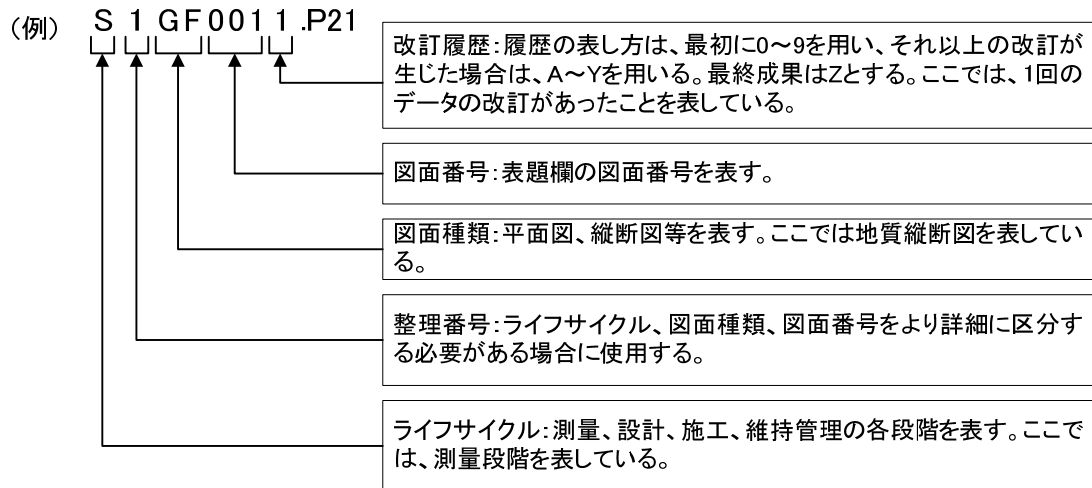 （例） S 1 GF 001 1 .P21
改訂履歴：履歴の表し方は、最初に0～9を用い、それ以上の改訂が
生じた場合は、A～Yを用いる。最終成果はZとする。ここでは、1回の
データの改訂があったことを表している。
図面番号：表題欄の図面番号を表す。
図面種類：平面図、縦断図等を表す。ここでは地質縦断図を表してい
る。
整理番号：ライフサイクル、図面種類、図面番号をより詳細に区分す
る必要がある場合に使用する。
ライフサイクル：測量、設計、施工、維持管理の各段階を表す。ここで
は、測量段階を表している。